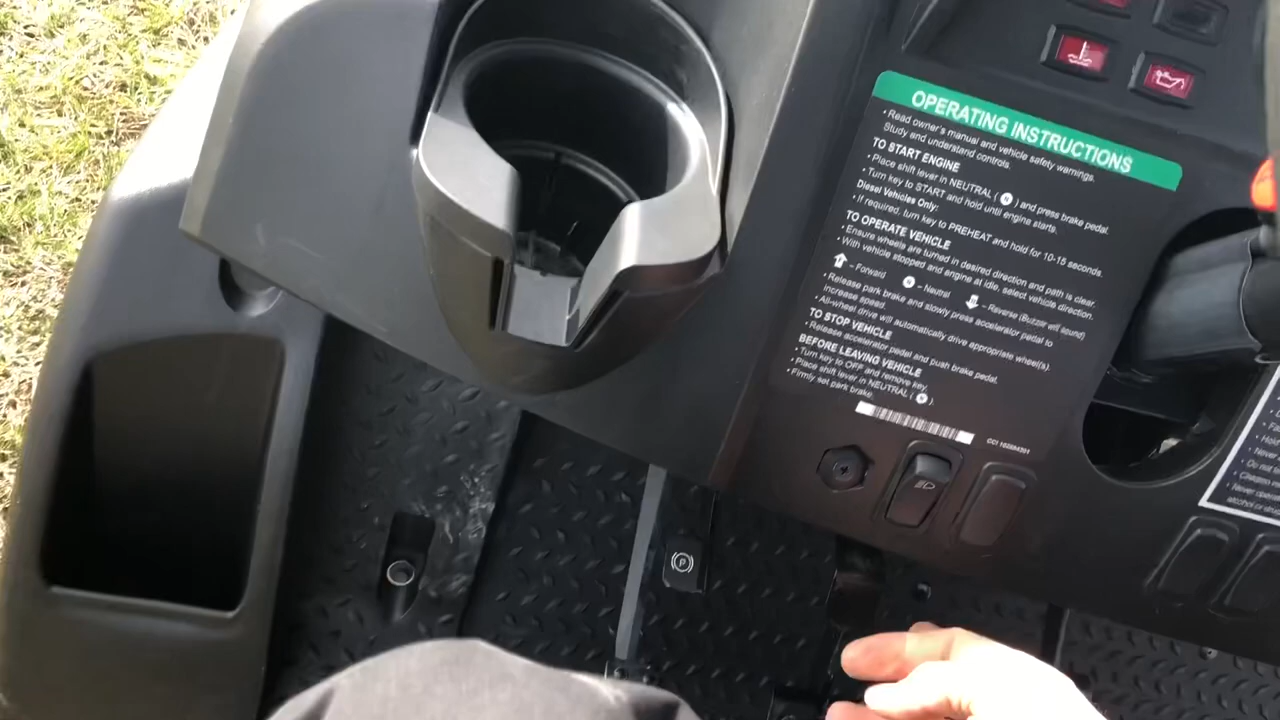 OPERATING INSTRUCTIONS
• Read owner's manual and vehicle safety warnings.
Study and understand controls.
TO START ENGINE
• Place shift lever in NEUTRAL ( N ) and press brake pedal.
• Turn key to START and hold until engine starts.
Diesel Vehicles Only:
• If required, turn key to PREHEAT and hold for 10-15 seconds.
TO OPERATE VEHICLE
• Ensure wheels are turned in desired direction and path is clear.
• With vehicle stopped and engine at idle, select vehicle direction.
– Forward N – Neutral – Reverse (Buzzer will sound)
• Release park brake and slowly press accelerator pedal to
increase speed.
• All-wheel drive will automatically drive appropriate wheel(s).
TO STOP VEHICLE
• Release accelerator pedal and push brake pedal.
BEFORE LEAVING VEHICLE
• Turn key to OFF and remove key.
• Place shift lever in NEUTRAL ( N ).
• Firmly set park brake.
P
• Never
• Do not
• Never
alcohol or